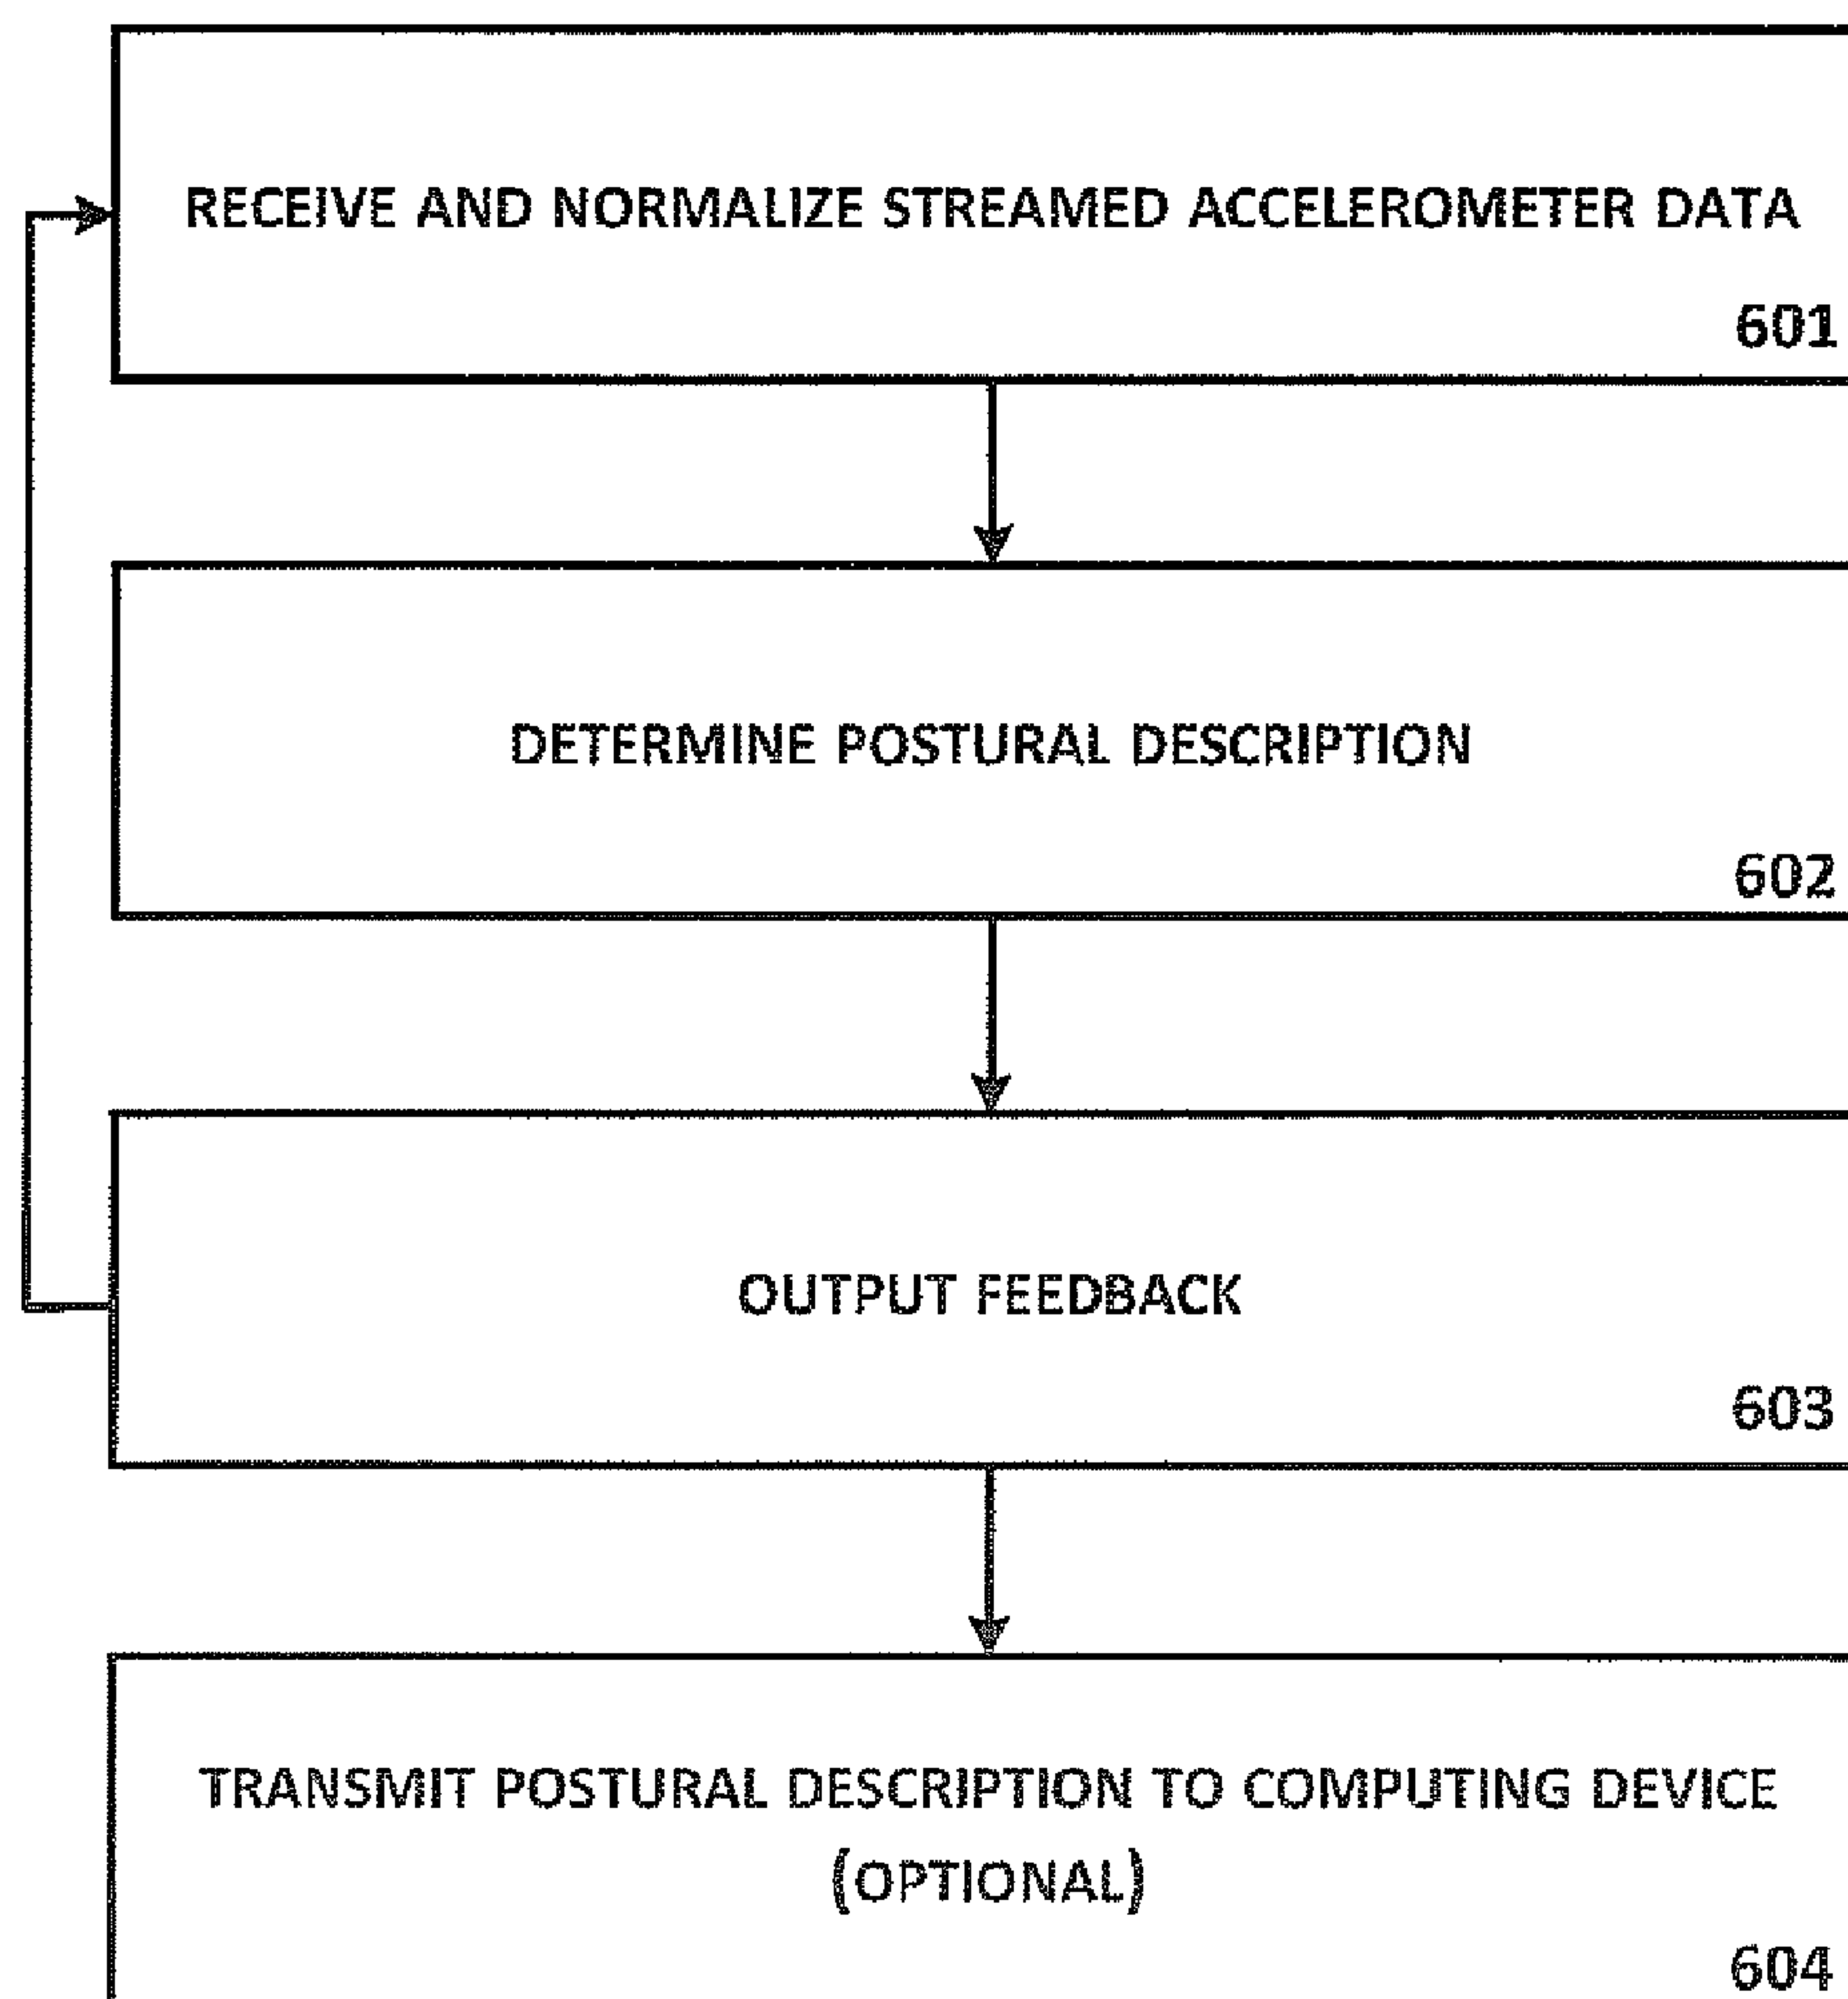 RECEIVE AND NORMALIZE STREAMED ACCELEROMETER DATA
601
DETERMINE POSTURAL DESCRIPTION
602
OUTPUT FEEDBACK
603
TRANSMIT POSTURAL DESCRIPTION TO COMPUTING DEVICE
(OPTIONAL)
604